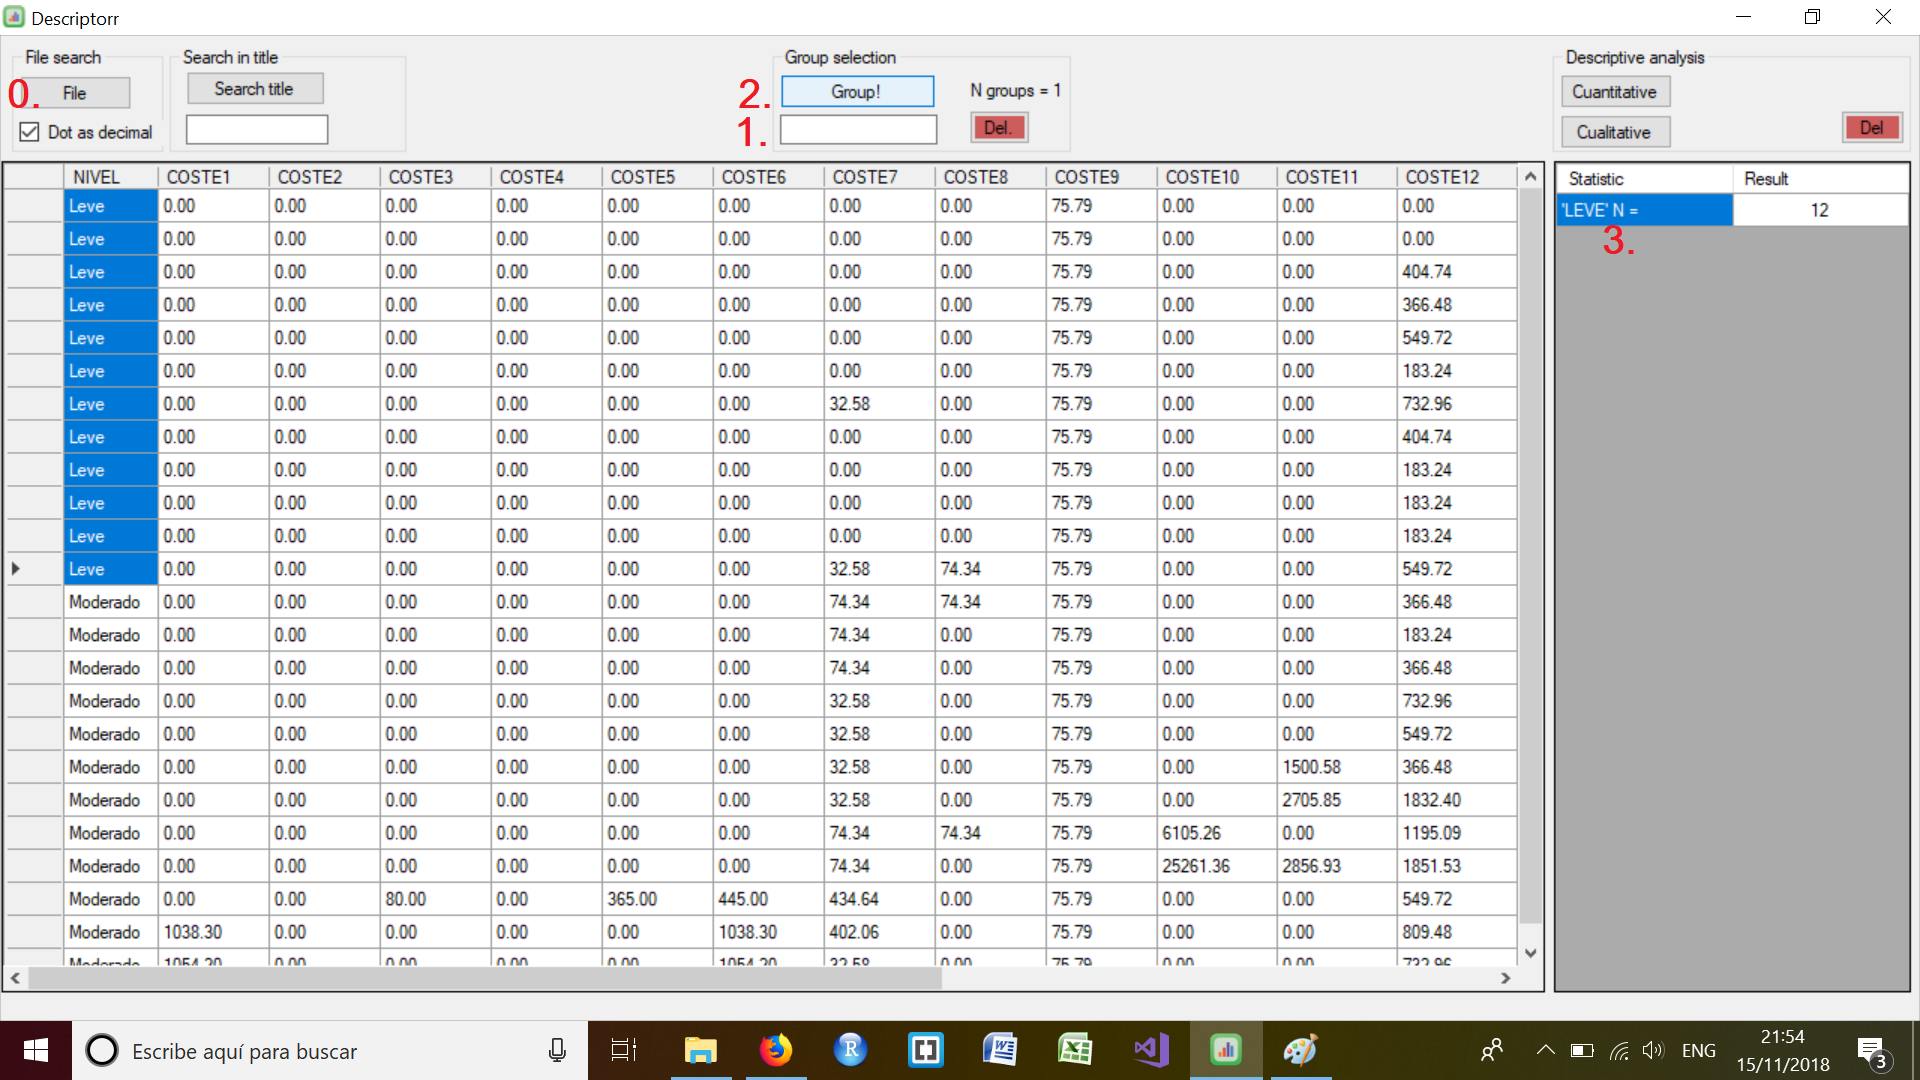 Descriptorr
File search
Search in title
Group selection
Descriptive analysis
0. File
Search title
2. Group!
N groups = 1
Cuantitative
Dot as decimal
1.
Del.
Cualitative
Del
NIVEL COSTE1 COSTE2 COSTE3 COSTE4 COSTE5 COSTE6 COSTE7 COSTE8 COSTE9 COSTE10 COSTE11 COSTE12
Leve 0.00 0.00 0.00 0.00 0.00 0.00 0.00 0.00 75.79 0.00 0.00 0.00
Leve 0.00 0.00 0.00 0.00 0.00 0.00 0.00 0.00 75.79 0.00 0.00 0.00
Leve 0.00 0.00 0.00 0.00 0.00 0.00 0.00 0.00 75.79 0.00 0.00 404.74
Leve 0.00 0.00 0.00 0.00 0.00 0.00 0.00 0.00 75.79 0.00 0.00 366.48
Leve 0.00 0.00 0.00 0.00 0.00 0.00 0.00 0.00 75.79 0.00 0.00 549.72
Leve 0.00 0.00 0.00 0.00 0.00 0.00 0.00 0.00 75.79 0.00 0.00 183.24
Leve 0.00 0.00 0.00 0.00 0.00 0.00 32.58 0.00 75.79 0.00 0.00 732.96
Leve 0.00 0.00 0.00 0.00 0.00 0.00 0.00 0.00 75.79 0.00 0.00 404.74
Leve 0.00 0.00 0.00 0.00 0.00 0.00 0.00 0.00 75.79 0.00 0.00 183.24
Leve 0.00 0.00 0.00 0.00 0.00 0.00 0.00 0.00 75.79 0.00 0.00 183.24
Leve 0.00 0.00 0.00 0.00 0.00 0.00 0.00 0.00 75.79 0.00 0.00 183.24
Leve 0.00 0.00 0.00 0.00 0.00 0.00 32.58 74.34 75.79 0.00 0.00 549.72
Moderado 0.00 0.00 0.00 0.00 0.00 0.00 74.34 74.34 75.79 0.00 0.00 366.48
Moderado 0.00 0.00 0.00 0.00 0.00 0.00 74.34 0.00 75.79 0.00 0.00 183.24
Moderado 0.00 0.00 0.00 0.00 0.00 0.00 74.34 0.00 75.79 0.00 0.00 366.48
Moderado 0.00 0.00 0.00 0.00 0.00 0.00 32.58 0.00 75.79 0.00 0.00 732.96
Moderado 0.00 0.00 0.00 0.00 0.00 0.00 32.58 0.00 75.79 0.00 0.00 549.72
Moderado 0.00 0.00 0.00 0.00 0.00 0.00 32.58 0.00 75.79 0.00 1500.58 366.48
Moderado 0.00 0.00 0.00 0.00 0.00 0.00 32.58 0.00 75.79 0.00 2705.85 1832.40
Moderado 0.00 0.00 0.00 0.00 0.00 0.00 74.34 74.34 75.79 6105.26 0.00 1195.09
Moderado 0.00 0.00 0.00 0.00 0.00 0.00 74.34 0.00 75.79 25261.36 2856.93 1851.53
Moderado 0.00 0.00 80.00 0.00 365.00 445.00 434.64 0.00 75.79 0.00 0.00 549.72
Moderado 1038.30 0.00 0.00 0.00 0.00 1038.30 402.06 0.00 75.79 0.00 0.00 809.48
Moderado 1054.20 0.00 0.00 0.00 0.00 1054.20 32.58 0.00 75.79 0.00 0.00 732.96
Statistic Result
'LEVE' N = 12
3.
Escribe aquí para buscar
ENG
21:54
15/11/2018
3